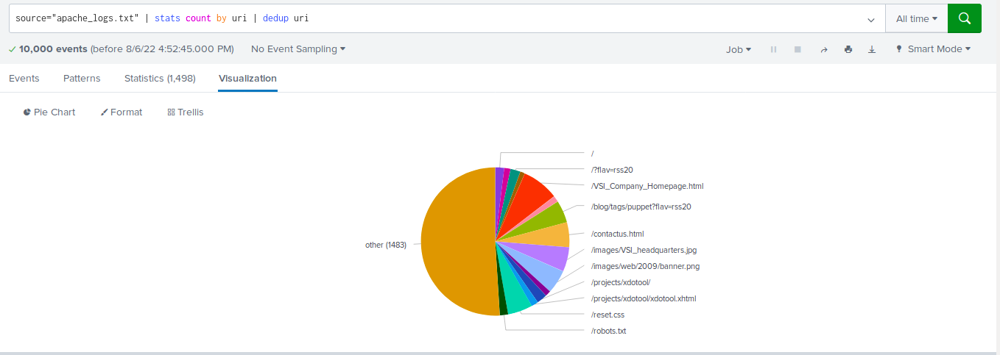 source="apache_logs.txt" | stats count by uri | dedup uri
All time
10,000 events (before 8/6/22 4:52:45.000 PM)
No Event Sampling
Job
Smart Mode
Events
Patterns
Statistics (1,498)
Visualization
Pie Chart
Format
Trellis
/
/?flav=rss20
/VSI_Company_Homepage.html
/blog/tags/puppet?flav=rss20
/contactus.html
other (1483)
/images/VSI_headquarters.jpg
/images/web/2009/banner.png
/projects/xdotool/
/projects/xdotool/xdotool.xhtml
/reset.css
/robots.txt